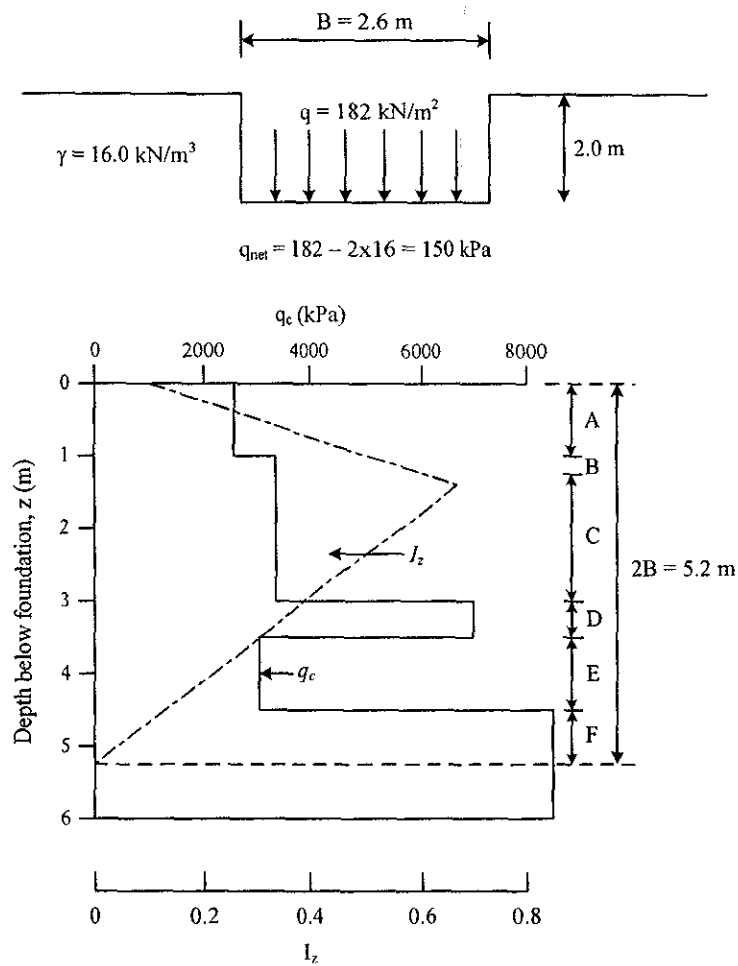 B = 2.6 m
q = 182 kN/m²
γ = 16.0 kN/m³
2.0 m
q_net = 182 – 2x16 = 150 kPa
q_c (kPa)
0 2000 4000 6000 8000
0
1
2
3
4
5
6
Depth below foundation, z (m)
A
B
C
D
E
F
2B = 5.2 m
I_z
q_c
0 0.2 0.4 0.6 0.8
I_z